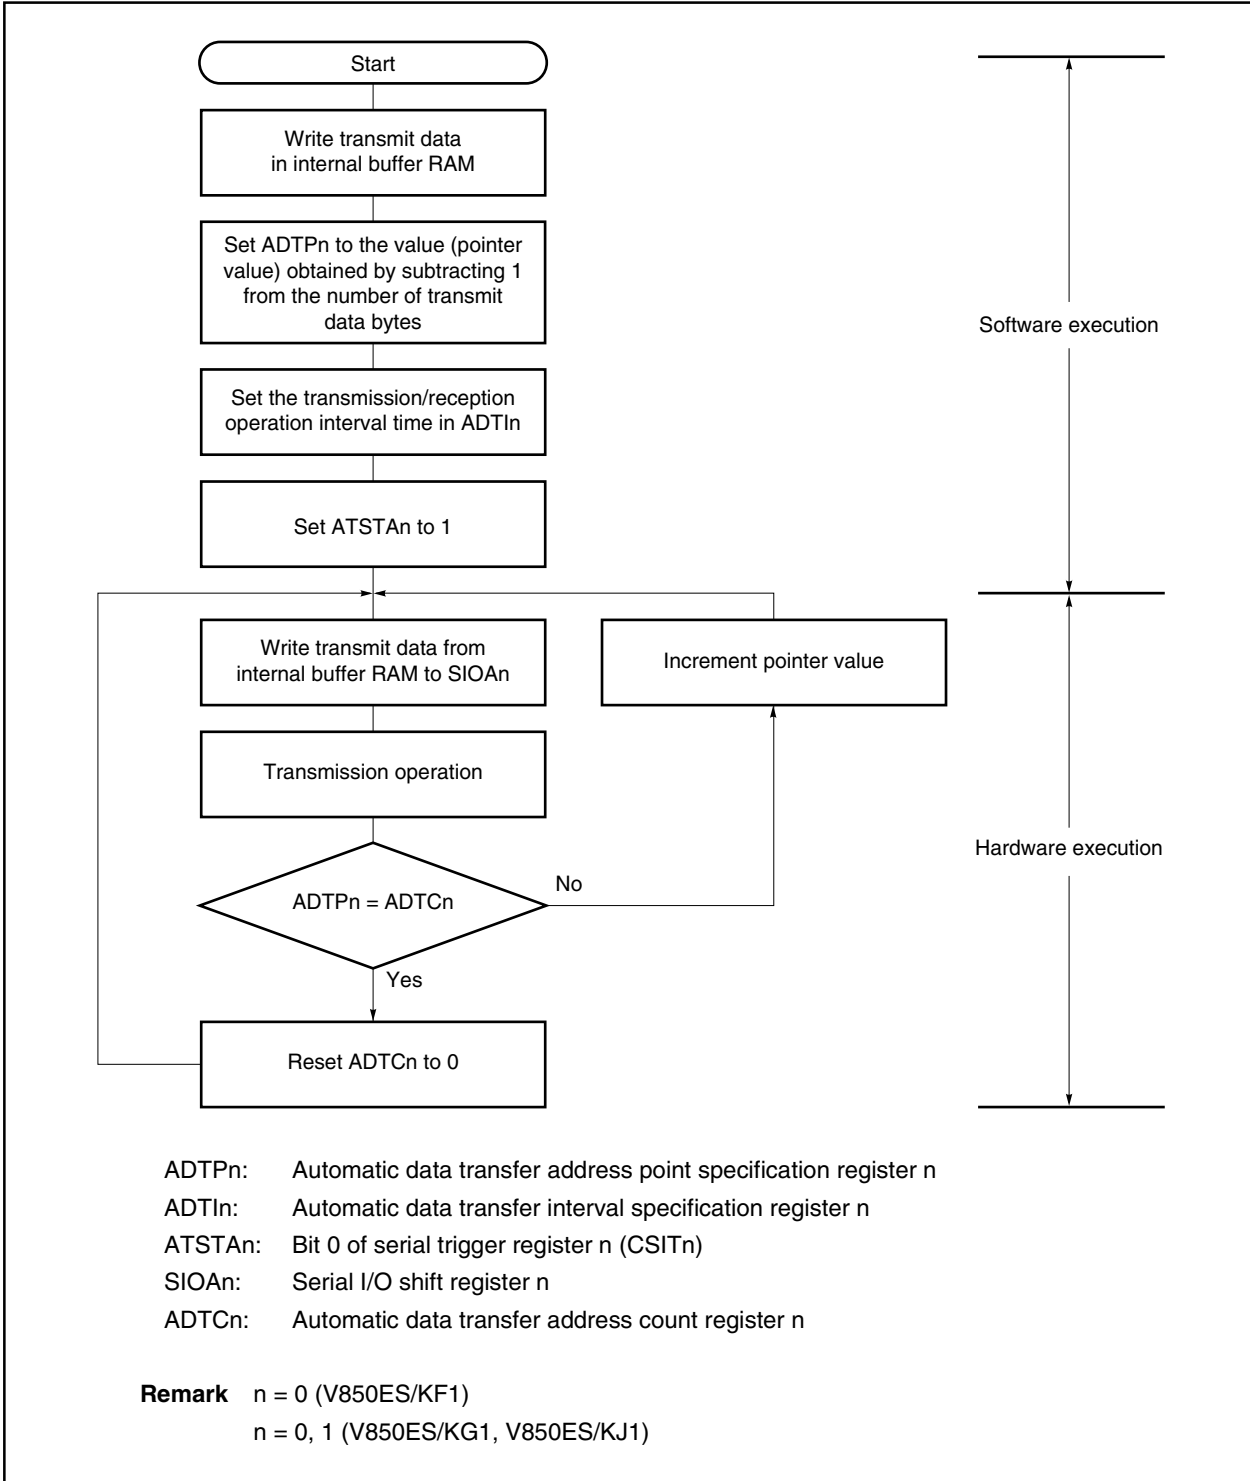 Start
Write transmit data
in internal buffer RAM
Set ADTPn to the value (pointer
value) obtained by subtracting 1
from the number of transmit
data bytes
Set the transmission/reception
operation interval time in ADTIn
Set ATSTAn to 1
Software execution
Write transmit data from
internal buffer RAM to SIOAn
Increment pointer value
Transmission operation
Hardware execution
ADTPn = ADTCn
No
Yes
Reset ADTCn to 0
ADTPn: Automatic data transfer address point specification register n
ADTIn: Automatic data transfer interval specification register n
ATSTAn: Bit 0 of serial trigger register n (CSITn)
SIOAn: Serial I/O shift register n
ADTCn: Automatic data transfer address count register n
Remark n = 0 (V850ES/KF1)
n = 0, 1 (V850ES/KG1, V850ES/KJ1)